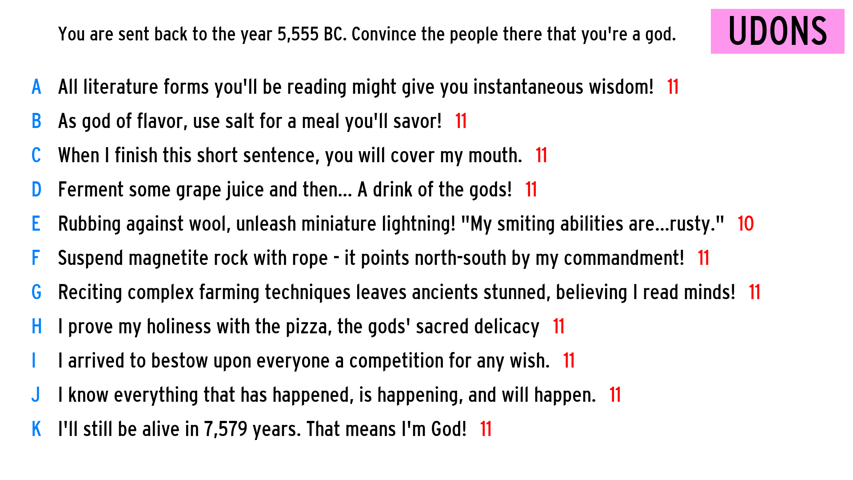 You are sent back to the year 5,555 BC. Convince the people there that you're a god.
UDONS
A All literature forms you'll be reading might give you instantaneous wisdom! 11
B As god of flavor, use salt for a meal you'll savor! 11
C When I finish this short sentence, you will cover my mouth. 11
D Ferment some grape juice and then... A drink of the gods! 11
E Rubbing against wool, unleash miniature lightning! "My smiting abilities are...rusty." 10
F Suspend magnetite rock with rope - it points north-south by my commandment! 11
G Reciting complex farming techniques leaves ancients stunned, believing I read minds! 11
H I prove my holiness with the pizza, the gods' sacred delicacy 11
I I arrived to bestow upon everyone a competition for any wish. 11
J I know everything that has happened, is happening, and will happen. 11
K I'll still be alive in 7,579 years. That means I'm God! 11